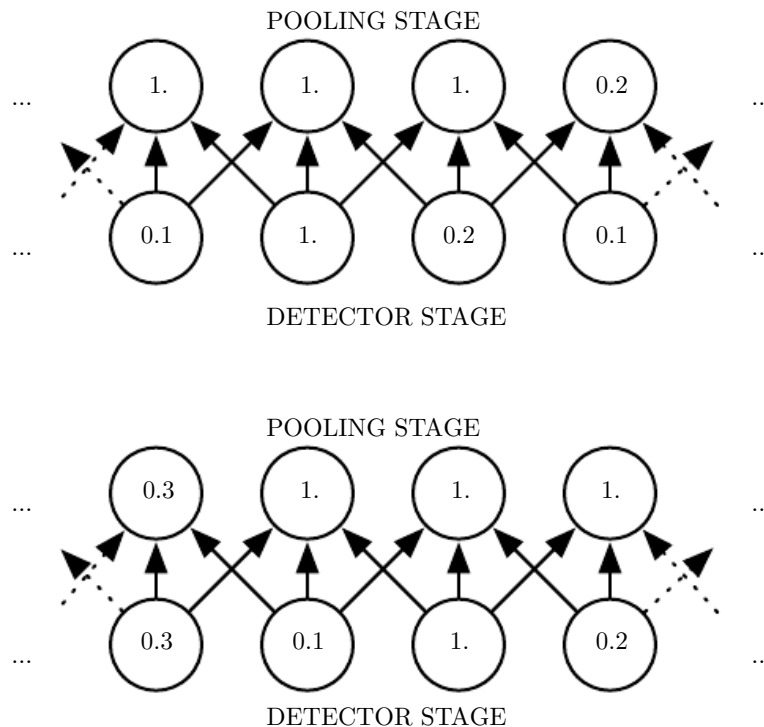 POOLING STAGE
... 1. 1. 1. 0.2 ..
... 0.1 1. 0.2 0.1 ..
DETECTOR STAGE
POOLING STAGE
... 0.3 1. 1. 1. ..
... 0.3 0.1 1. 0.2 ..
DETECTOR STAGE